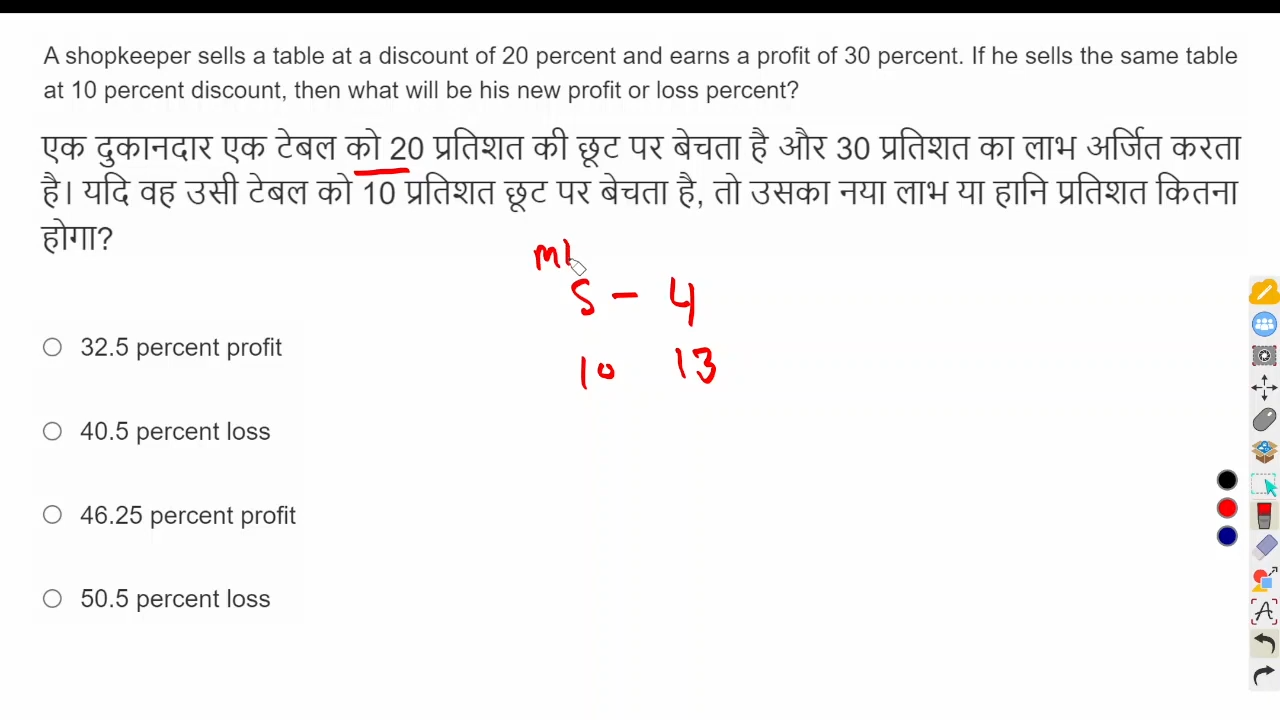 A shopkeeper sells a table at a discount of 20 percent and earns a profit of 30 percent. If he sells the same table
at 10 percent discount, then what will be his new profit or loss percent?
एक दुकानदार एक टेबल को 20 प्रतिशत की छूट पर बेचता है और 30 प्रतिशत का लाभ अर्जित करता
है। यदि वह उसी टेबल को 10 प्रतिशत छूट पर बेचता है, तो उसका नया लाभ या हानि प्रतिशत कितना
होगा?
5 - 4
10 13
32.5 percent profit
40.5 percent loss
46.25 percent profit
50.5 percent loss